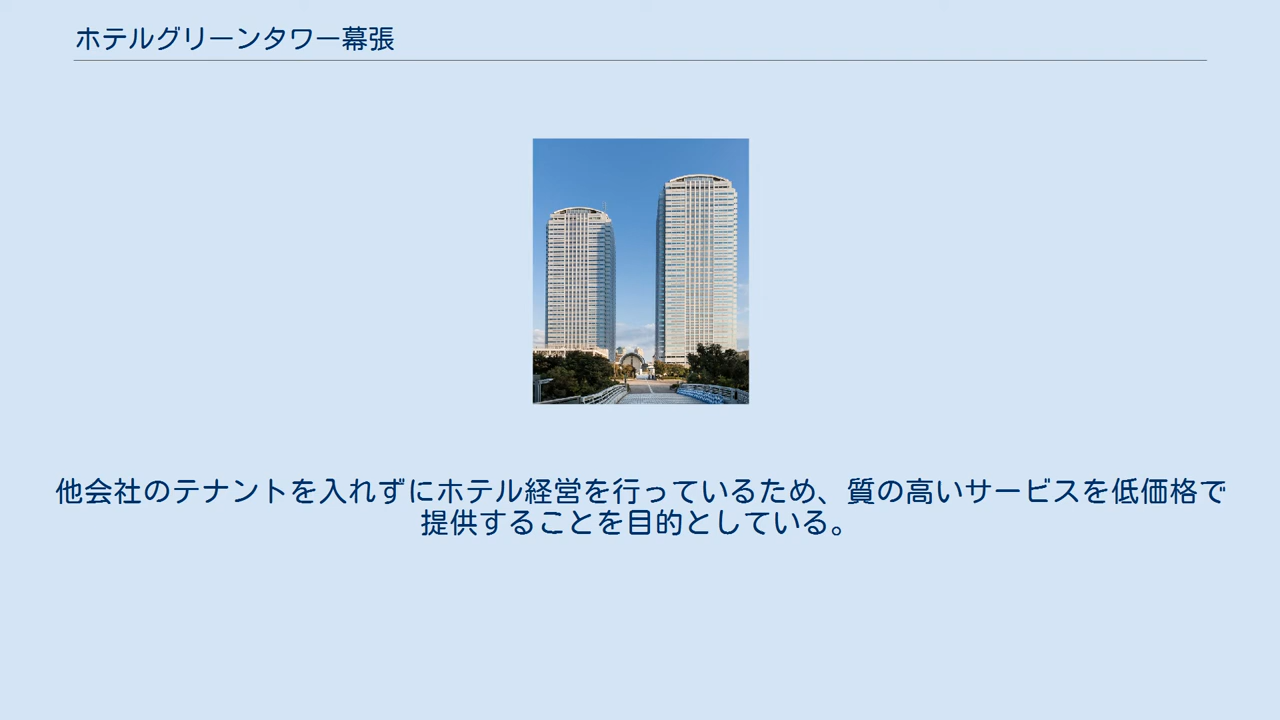 ホテルグリーンタワー幕張
他会社のテナントを入れずにホテル経営を行っているため、質の高いサービスを低価格で
提供することを目的としている。